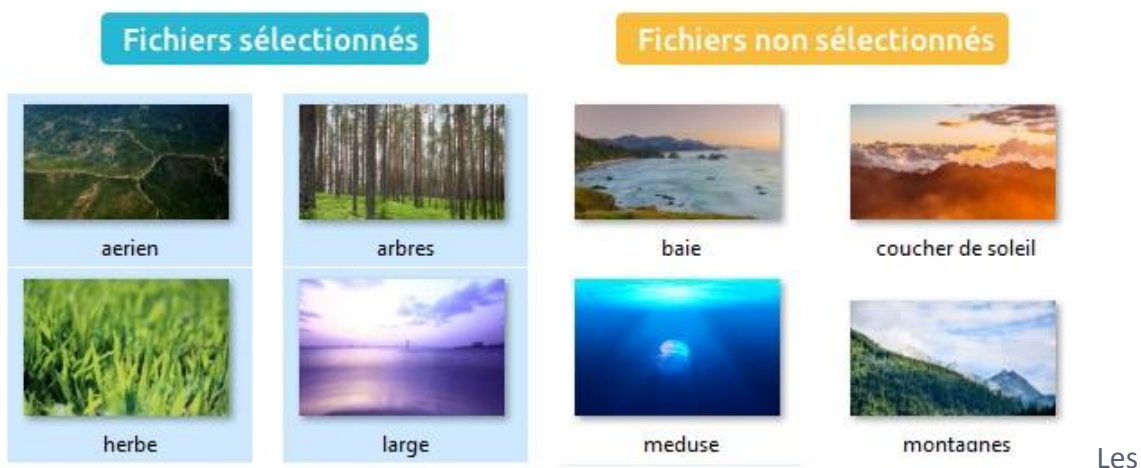 Fichiers sélectionnés Fichiers non sélectionnés
aerien arbres baie coucher de soleil
herbe large meduse montagnes
Les